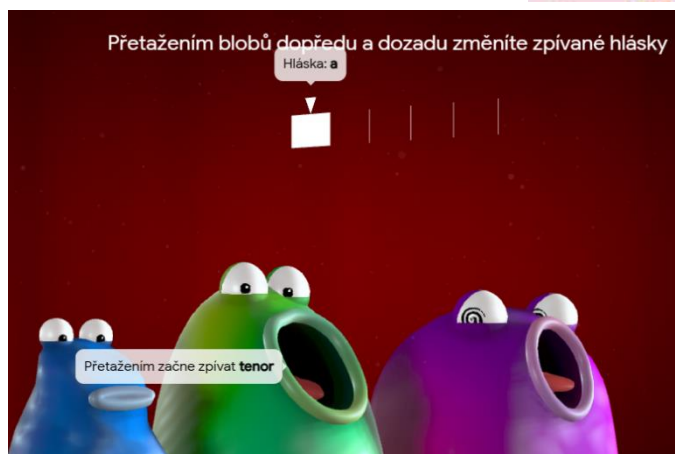 Přetažením blobů dopředu a dozadu změníte zpívané hlásky
Hláska: a
Přetažením začne zpívat tenor